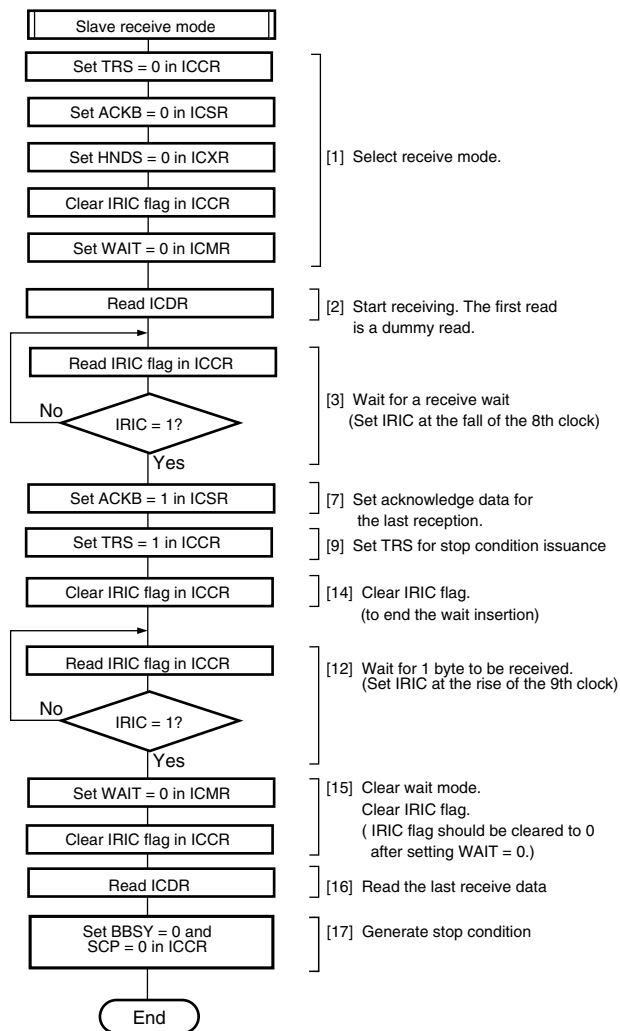 Slave receive mode
Set TRS = 0 in ICCR
Set ACKB = 0 in ICSR
Set HNDS = 0 in ICXR
[1] Select receive mode.
Clear IRIC flag in ICCR
Set WAIT = 0 in ICMR
Read ICDR
[2] Start receiving. The first read
is a dummy read.
Read IRIC flag in ICCR
[3] Wait for a receive wait
(Set IRIC at the fall of the 8th clock)
No
IRIC = 1?
Yes
Set ACKB = 1 in ICSR
[7] Set acknowledge data for
the last reception.
Set TRS = 1 in ICCR
[9] Set TRS for stop condition issuance
Clear IRIC flag in ICCR
[14] Clear IRIC flag.
(to end the wait insertion)
Read IRIC flag in ICCR
[12] Wait for 1 byte to be received.
(Set IRIC at the rise of the 9th clock)
No
IRIC = 1?
Yes
Set WAIT = 0 in ICMR
[15] Clear wait mode.
Clear IRIC flag.
( IRIC flag should be cleared to 0
after setting WAIT = 0.)
Clear IRIC flag in ICCR
Read ICDR
[16] Read the last receive data
Set BBSY = 0 and
SCP = 0 in ICCR
[17] Generate stop condition
End